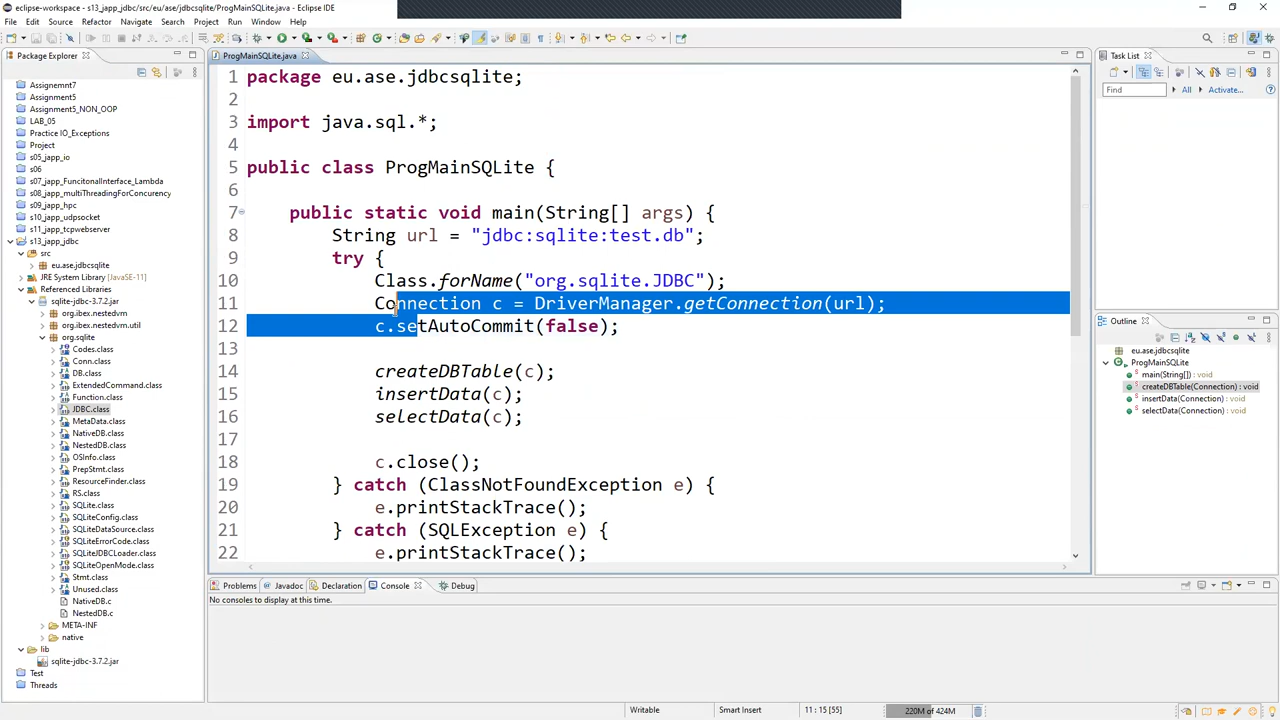 eclipse-workspace - s13_japp_jdbc/src/eu/ase/jdbcsqlite/ProgMainSQLite.java - Eclipse IDE
File Edit Source Refactor Navigate Search Project Run Window Help
Package Explorer
Assignemnt7
Assignment5
Assignment5_NON_OOP
LAB_05
Practice IO_Exceptions
Project
s05_japp_io
s06
s07_japp_FuncitonalInterface_Lambda
s08_japp_multiThreadingForConcurency
s09_japp_hpc
s10_japp_udpsocket
s11_japp_tcpwebserver
s13_japp_jdbc
src
eu.ase.jdbcsqlite
JRE System Library [JavaSE-11]
Referenced Libraries
sqlite-jdbc-3.7.2.jar
org.ibex.nestedvm
org.ibex.nestedvm.util
org.sqlite
Codes.class
Conn.class
DB.class
ExtendedCommand.class
Function.class
JDBC.class
MetaData.class
NativeDB.class
NestedDB.class
OSInfo.class
PrepStmt.class
ResourceFinder.class
RS.class
SQLite.class
SQLiteConfig.class
SQLiteDataSource.class
SQLiteErrorCode.class
SQLiteJDBCLoader.class
SQLiteOpenMode.class
Stmt.class
Unused.class
NativeDB.c
NestedDB.c
META-INF
native
lib
sqlite-jdbc-3.7.2.jar
Test
Threads
ProgMainSQLite.java
1 package eu.ase.jdbcsqlite;
2
3 import java.sql.*;
4
5 public class ProgMainSQLite {
6
7 public static void main(String[] args) {
8 String url = "jdbc:sqlite:test.db";
9 try {
10 Class.forName("org.sqlite.JDBC");
11 Connection c = DriverManager.getConnection(url);
12 c.setAutoCommit(false);
13
14 createDBTable(c);
15 insertData(c);
16 selectData(c);
17
18 c.close();
19 } catch (ClassNotFoundException e) {
20 e.printStackTrace();
21 } catch (SQLException e) {
22 e.printStackTrace();
Problems Javadoc Declaration Console Debug
No consoles to display at this time.
Task List
Find All Activate...
Outline
eu.ase.jdbcsqlite
ProgMainSQLite
main(String[]) : void
createDBTable(Connection) : void
insertData(Connection) : void
selectData(Connection) : void
Writable Smart Insert 11 : 15 [55] 220M of 424M